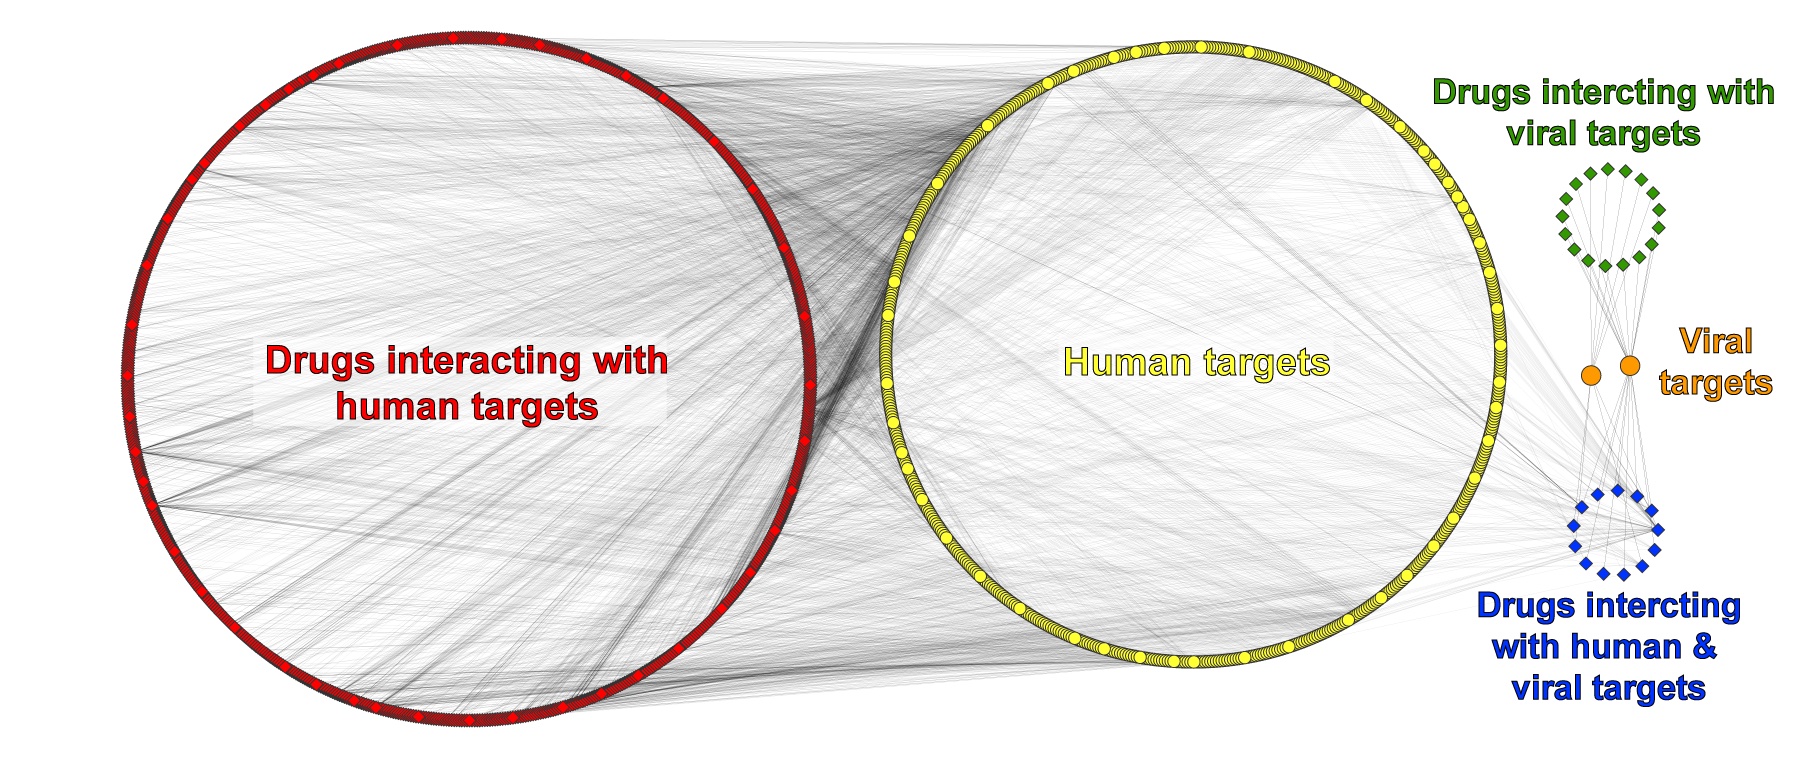 Drugs interacting with
human targets
Human targets
Drugs intercting with
viral targets
Viral
targets
Drugs intercting
with human &
viral targets